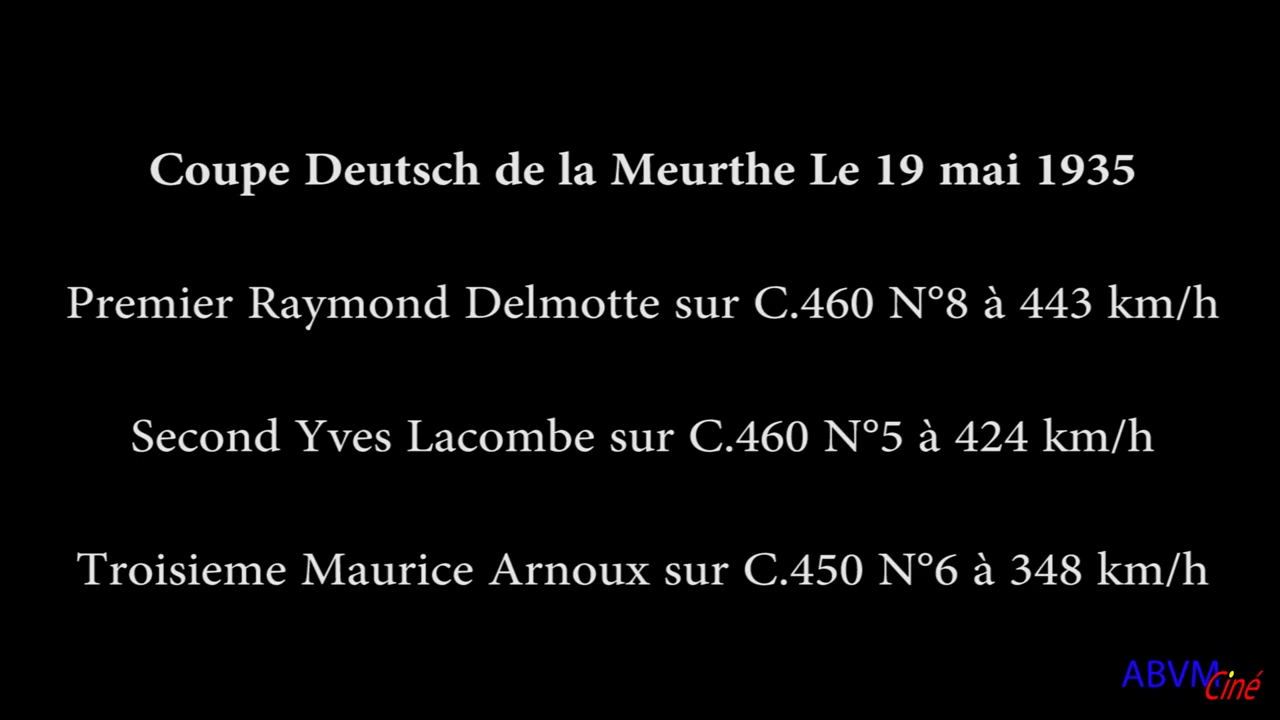 Coupe Deutsch de la Meurthe Le 19 mai 1935
Premier Raymond Delmotte sur C.460 N°8 à 443 km/h
Second Yves Lacombe sur C.460 N°5 à 424 km/h
Troisieme Maurice Arnoux sur C.450 N°6 à 348 km/h
ABVM Ciné